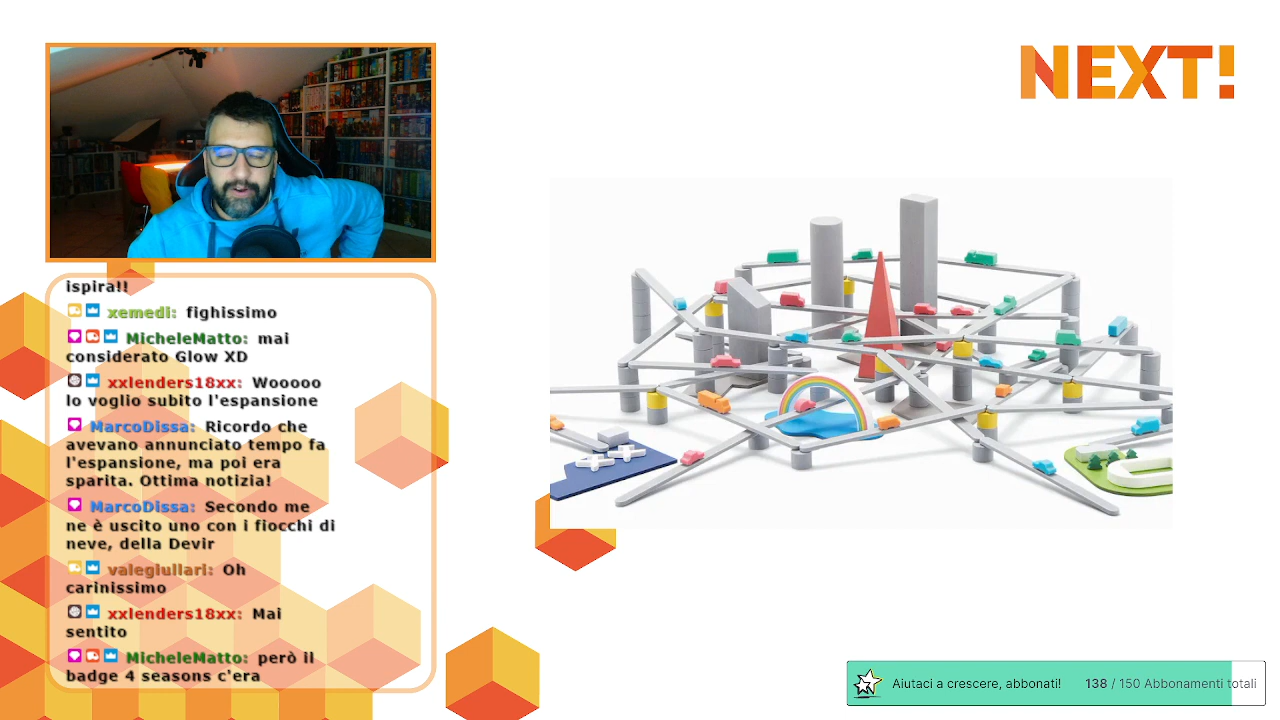 NEXT!
ispira!!
xemedi: fighissimo
MicheleMatto: mai
considerato Glow XD
xxlenders18xx: Wooooo
lo voglio subito l'espansione
MarcoDissa: Ricordo che
avevano annunciato tempo fa
l'espansione, ma poi era
sparita. Ottima notizia!
MarcoDissa: Secondo me
ne è uscito uno con i fiocchi di
neve, della Devir
valegiullari: Oh
carinissimo
xxlenders18xx: Mai
sentito
MicheleMatto: però il
badge 4 seasons c'era
Aiutaci a crescere, abbonati! 138 / 150 Abbonamenti totali